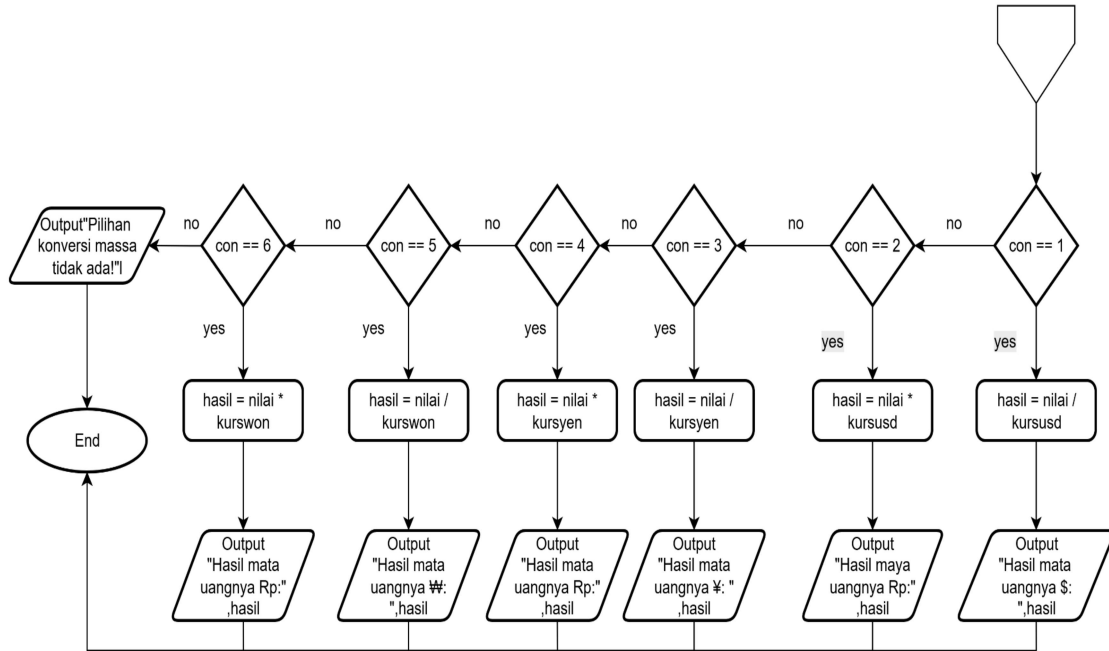 Output"Pilihan
konversi massa
tidak ada!"l
no
con == 6
no
con == 5
no
con == 4
no
con == 3
no
con == 2
no
con == 1
yes
yes
yes
yes
yes
yes
hasil = nilai *
kurswon
hasil = nilai /
kurswon
hasil = nilai *
kursyen
hasil = nilai /
kursyen
hasil = nilai *
kursusd
hasil = nilai /
kursusd
End
Output
"Hasil mata
uangnya Rp:"
,hasil
Output
"Hasil mata
uangnya ₩:
",hasil
Output
"Hasil mata
uangnya Rp:"
,hasil
Output
"Hasil mata
uangnya ¥: "
,hasil
Output
"Hasil maya
uangnya Rp:"
,hasil
Output
"Hasil mata
uangnya $:
",hasil